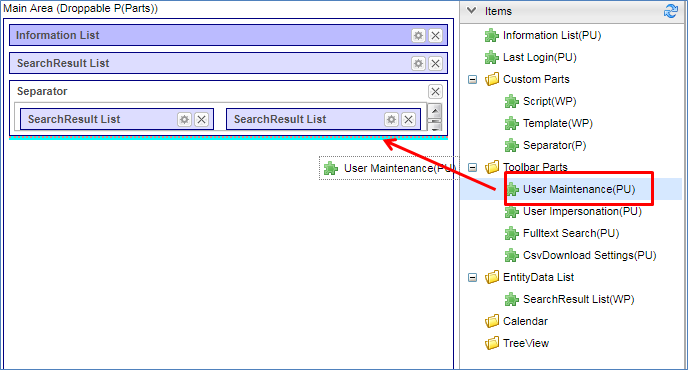 Main Area (Droppable P(Parts))
Information List
SearchResult List
Separator
SearchResult List
SearchResult List
User Maintenance(PU)
Items
Information List(PU)
Last Login(PU)
Custom Parts
Script(WP)
Template(WP)
Separator(P)
Toolbar Parts
User Maintenance(PU)
User Impersonation(PU)
Fulltext Search(PU)
CsvDownload Settings(PU)
EntityData List
SearchResult List(WP)
Calendar
TreeView